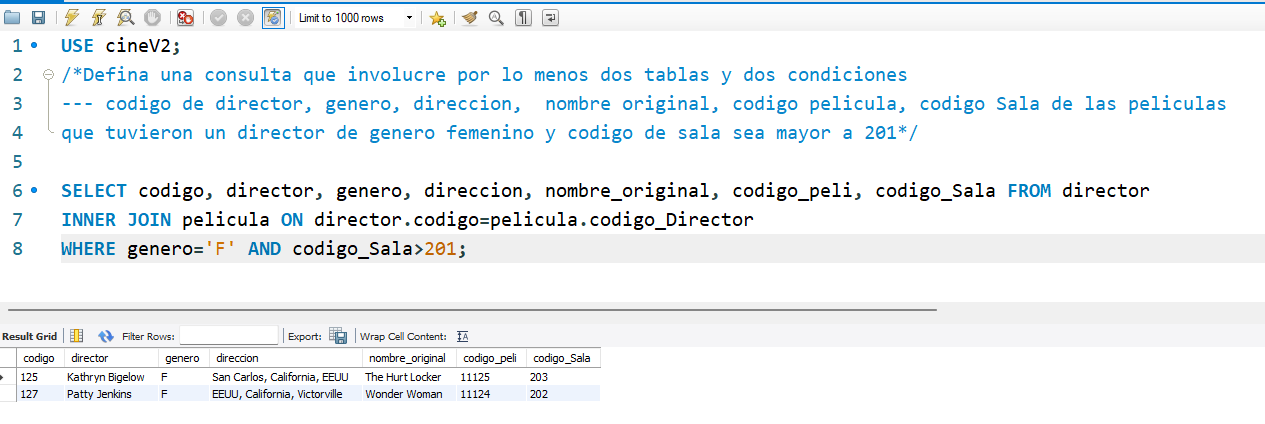 Limit to 1000 rows
1 USE cineV2;
2 /*Defina una consulta que involucre por lo menos dos tablas y dos condiciones
3 --- codigo de director, genero, direccion,  nombre original, codigo pelicula, codigo Sala de las peliculas
4 que tuvieron un director de genero femenino y codigo de sala sea mayor a 201*/
5
6 SELECT codigo, director, genero, direccion, nombre_original, codigo_peli, codigo_Sala FROM director
7 INNER JOIN pelicula ON director.codigo=pelicula.codigo_Director
8 WHERE genero='F' AND codigo_Sala>201;
Result Grid Filter Rows: Export: Wrap Cell Content: IA
codigo director genero direccion nombre_original codigo_peli codigo_Sala
125 Kathryn Bigelow F San Carlos, California, EEUU The Hurt Locker 11125 203
127 Patty Jenkins F EEUU, California, Victorville Wonder Woman 11124 202